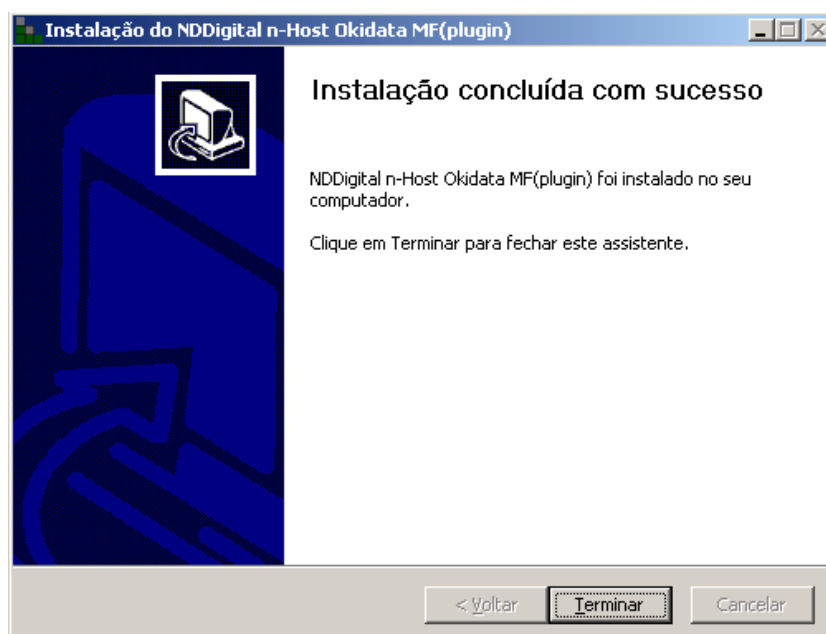 Instalação do NDDigital n-Host Okidata MF(plugin)
Instalação concluída com sucesso
NDDigital n-Host Okidata MF(plugin) foi instalado no seu
computador.
Clique em Terminar para fechar este assistente.
< Voltar Terminar Cancelar